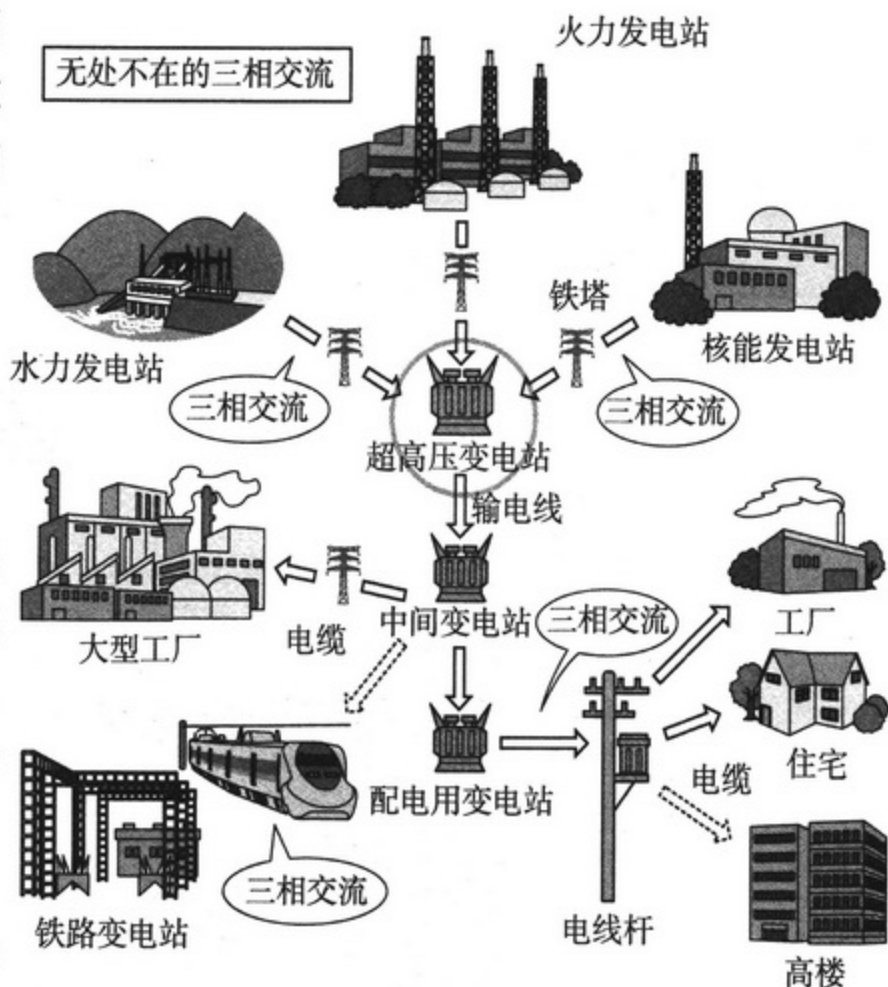 火力发电站
无处不在的三相交流
铁塔
水力发电站
核能发电站
三相交流
三相交流
超高压变电站
输电线
大型工厂
电缆
中间变电站
三相交流
工厂
配电用变电站
电缆
住宅
三相交流
铁路变电站
电线杆
高楼